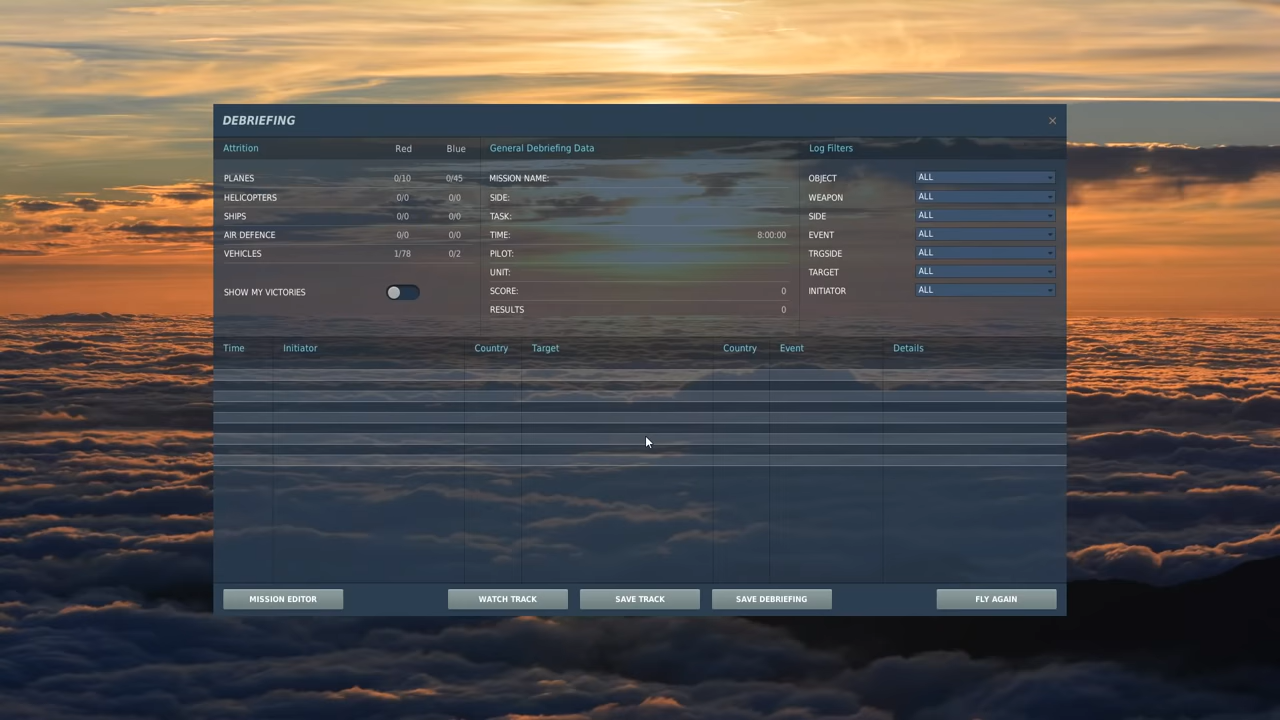 DEBRIEFING
×
Attrition Red Blue
PLANES 0/10 0/45
HELICOPTERS 0/0 0/0
SHIPS 0/0 0/0
AIR DEFENCE 0/0 0/0
VEHICLES 1/78 0/2
SHOW MY VICTORIES
General Debriefing Data
MISSION NAME:
SIDE:
TASK:
TIME: 8:00:00
PILOT:
UNIT:
SCORE: 0
RESULTS 0
Log Filters
OBJECT ALL
WEAPON ALL
SIDE ALL
EVENT ALL
TRGSIDE ALL
TARGET ALL
INITIATOR ALL
Time Initiator Country Target Country Event Details
MISSION EDITOR WATCH TRACK SAVE TRACK SAVE DEBRIEFING FLY AGAIN